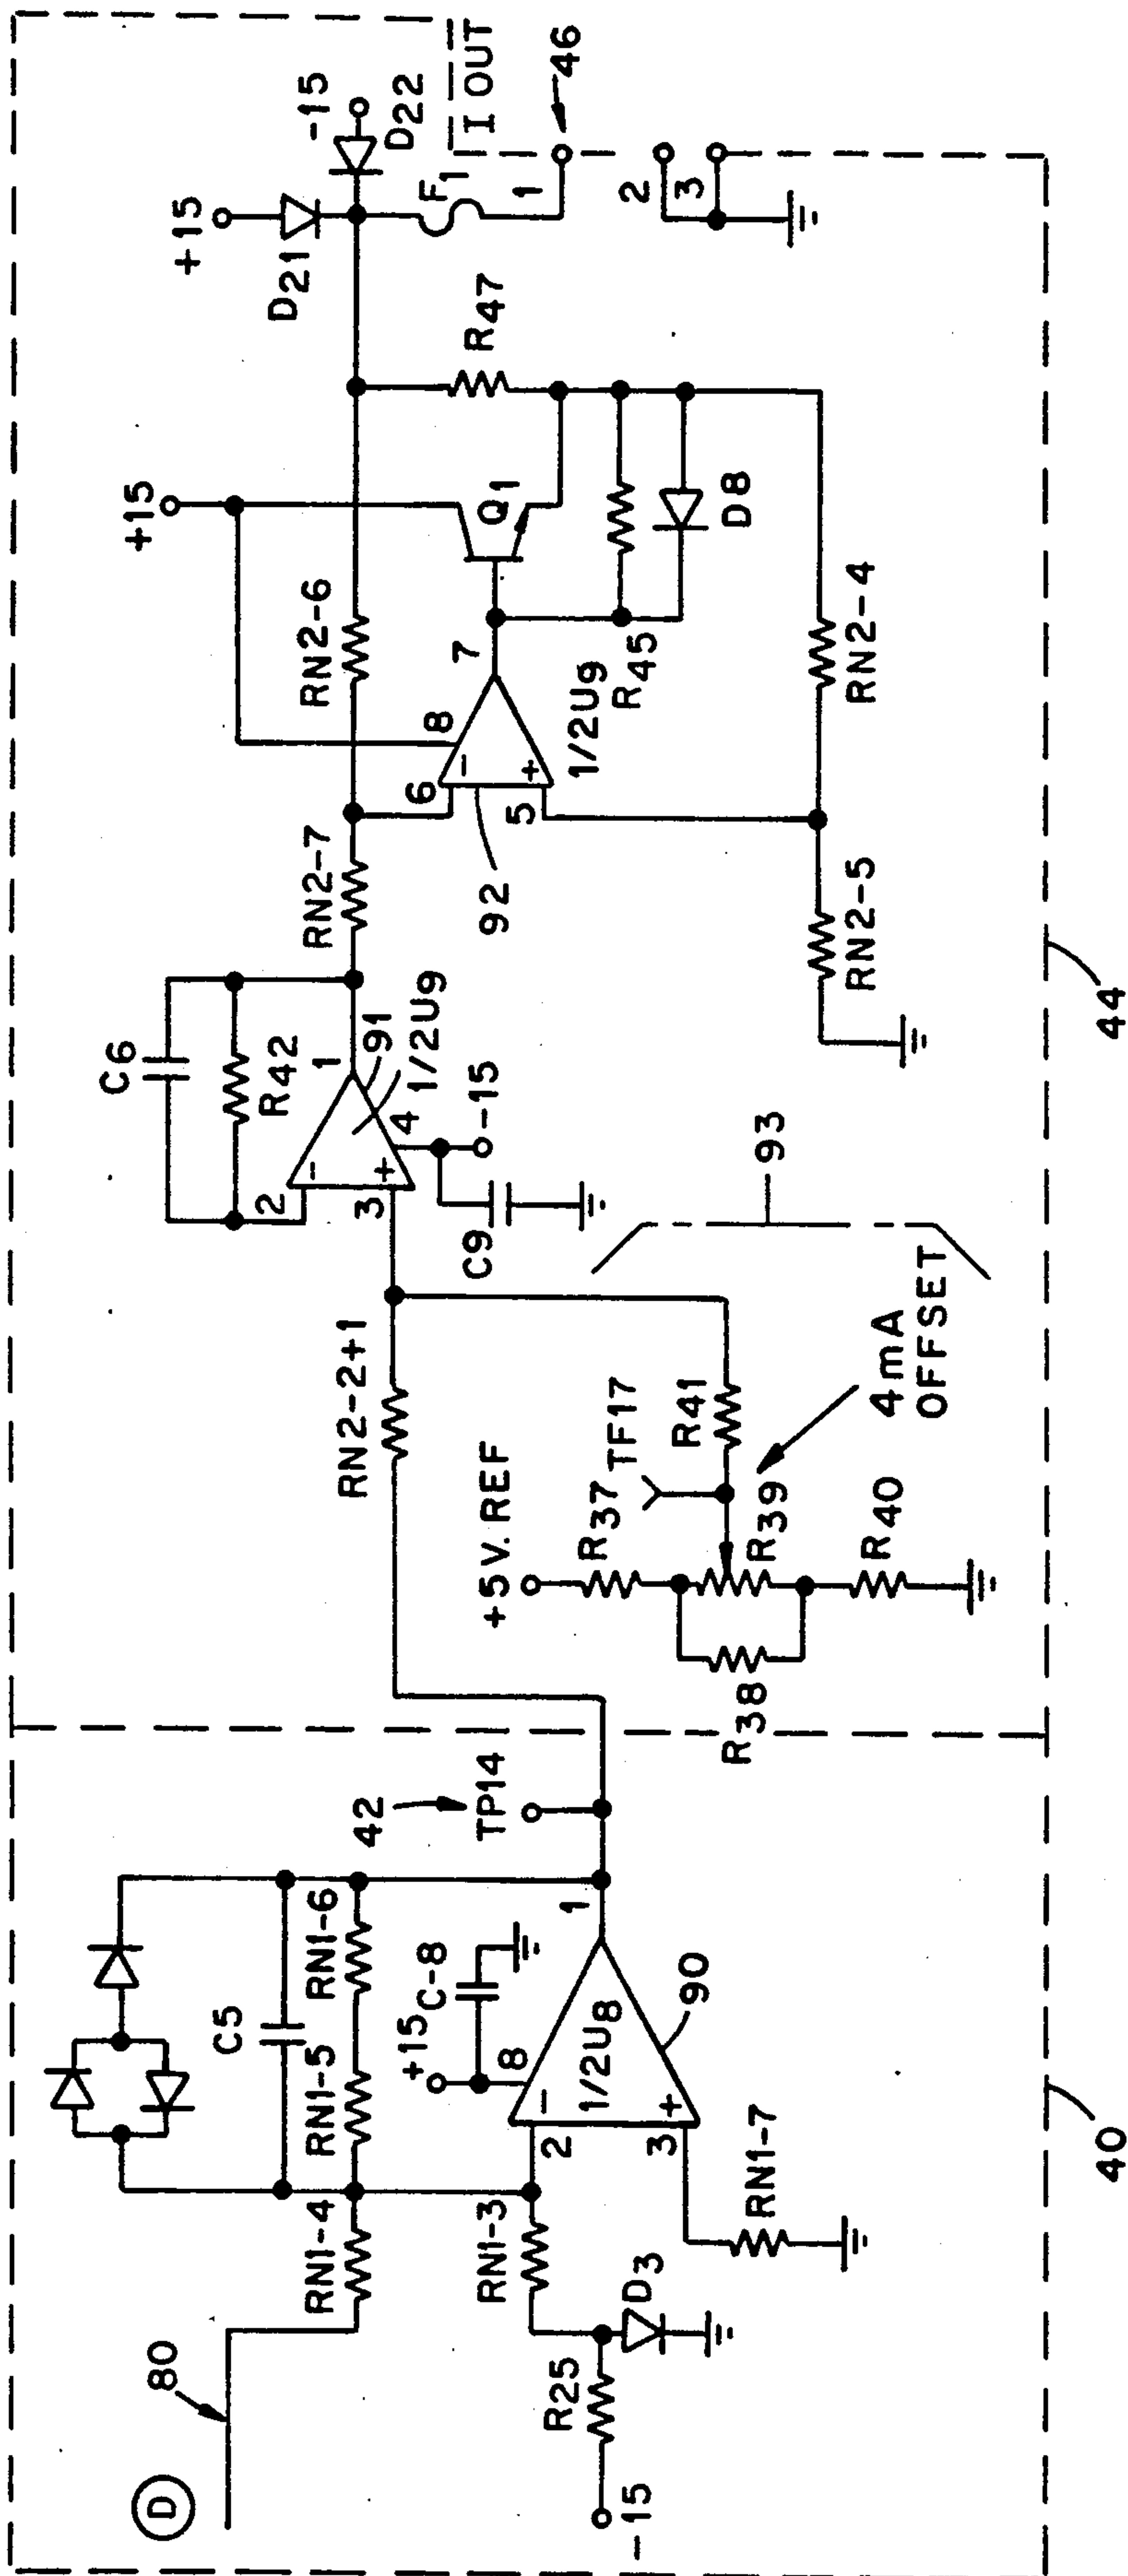 D
80
RN1-4
RN1-5
RN1-6
C5
+15
C-8
RN1-3
R25
-15
D3
RN1-7
2
3
8
1
-
+
1/2U8
90
42
TP14
40
RN2-2+1
+5V. REF
R37
R38
R39
R40
R41
TF17
4mA
OFFSET
93
C6
R42
2
3
-
+
1
4
91
1/2U9
-15
C9
RN2-7
RN2-6
6
5
8
7
-
+
92
1/2U9
+15
Q1
R45
D8
R47
RN2-5
RN2-4
+15
D21
-15
D22
F1
I OUT
46
1
2
3
44